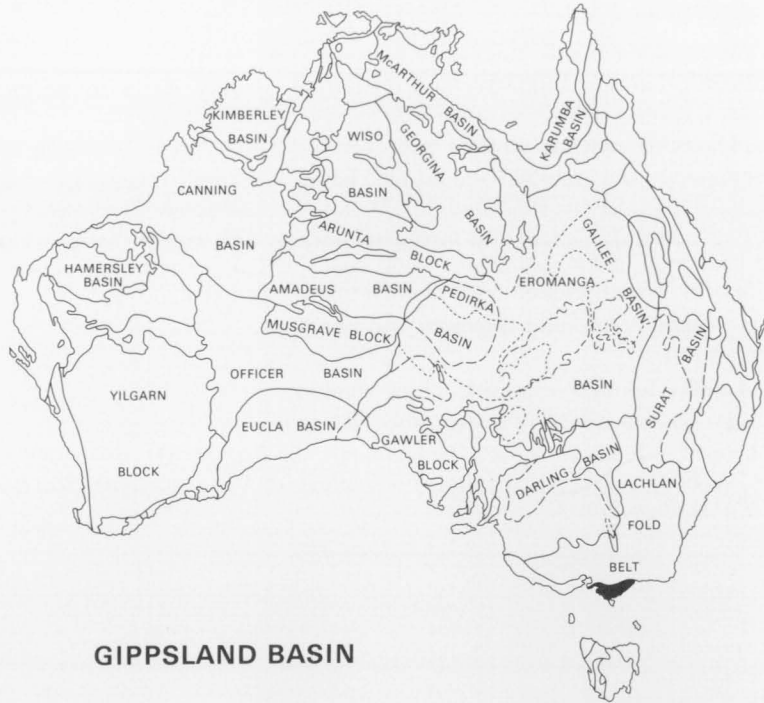 McARTHUR BASIN
KIMBERLEY
BASIN
WISO
BASIN
GEORGINA
BASIN
KARUMBA
BASIN
CANNING
BASIN
ARUNTA
BLOCK
GALILEE
BASIN
HAMERSLEY
BASIN
AMADEUS BASIN
PEDIRKA
BASIN
EROMANGA
BASIN
MUSGRAVE BLOCK
YILGARN
BLOCK
OFFICER BASIN
SURAT
BASIN
EUCLA BASIN
GAWLER
BLOCK
DARLING
BASIN
LACHLAN
FOLD
BELT
GIPPSLAND BASIN